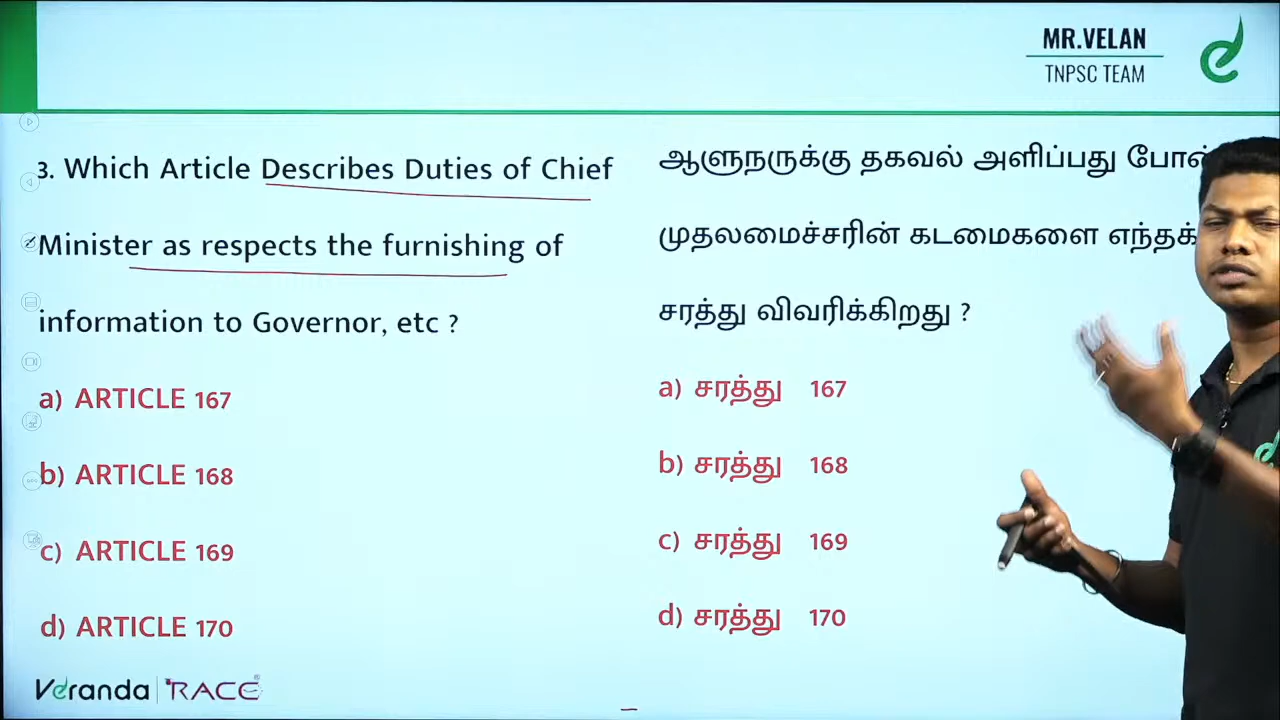 MR.VELAN
TNPSC TEAM
3. Which Article Describes Duties of Chief
Minister as respects the furnishing of
information to Governor, etc ?
a) ARTICLE 167
b) ARTICLE 168
c) ARTICLE 169
d) ARTICLE 170
ஆளுநருக்கு தகவல் அளிப்பது
முதலமைச்சரின் கடமைகளை எந்தக்
சரத்து விவரிக்கிறது ?
a) சரத்து 167
b) சரத்து 168
c) சரத்து 169
d) சரத்து 170
Veranda RACE